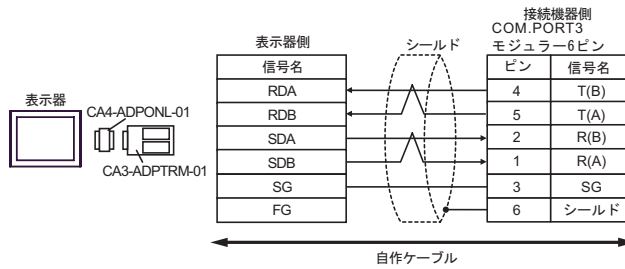 表示器
CA4-ADPONL-01
CA3-ADPTRM-01
表示器側
信号名
RDA
RDB
SDA
SDB
SG
FG
シールド
接続機器側
COM.PORT3
モジュラー6ピン
ピン 信号名
4 T(B)
5 T(A)
2 R(B)
1 R(A)
3 SG
6 シールド
自作ケーブル